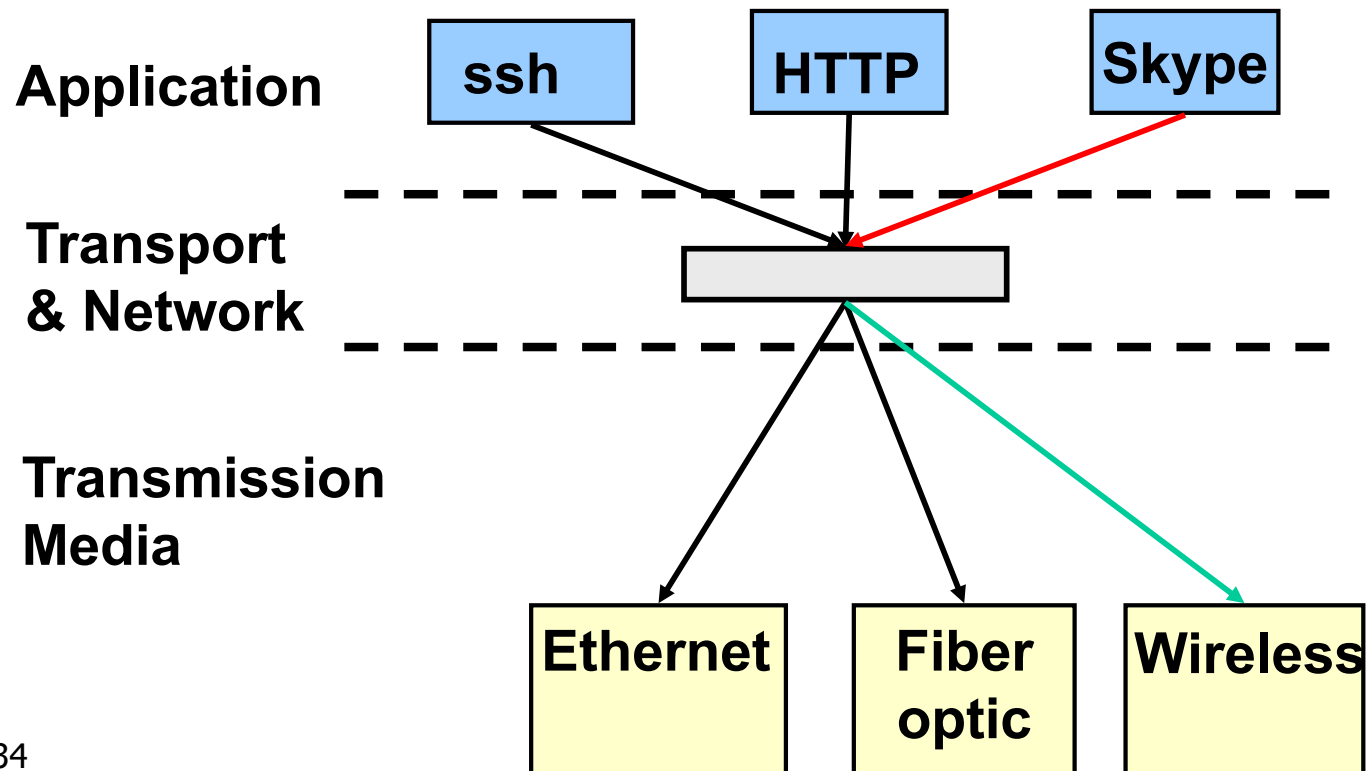 Application
ssh
HTTP
Skype
Transport
& Network
Transmission
Media
Ethernet
Fiber
optic
Wireless
34